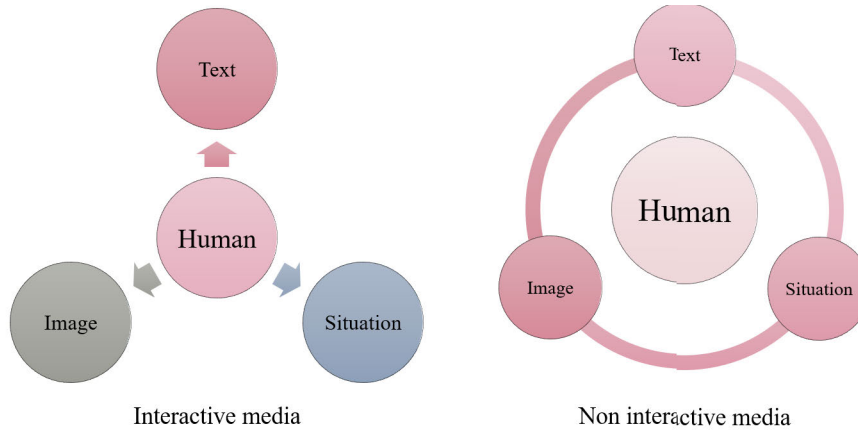 Text
Human
Image
Situation
Interactive media
Text
Human
Image
Situation
Non interactive media